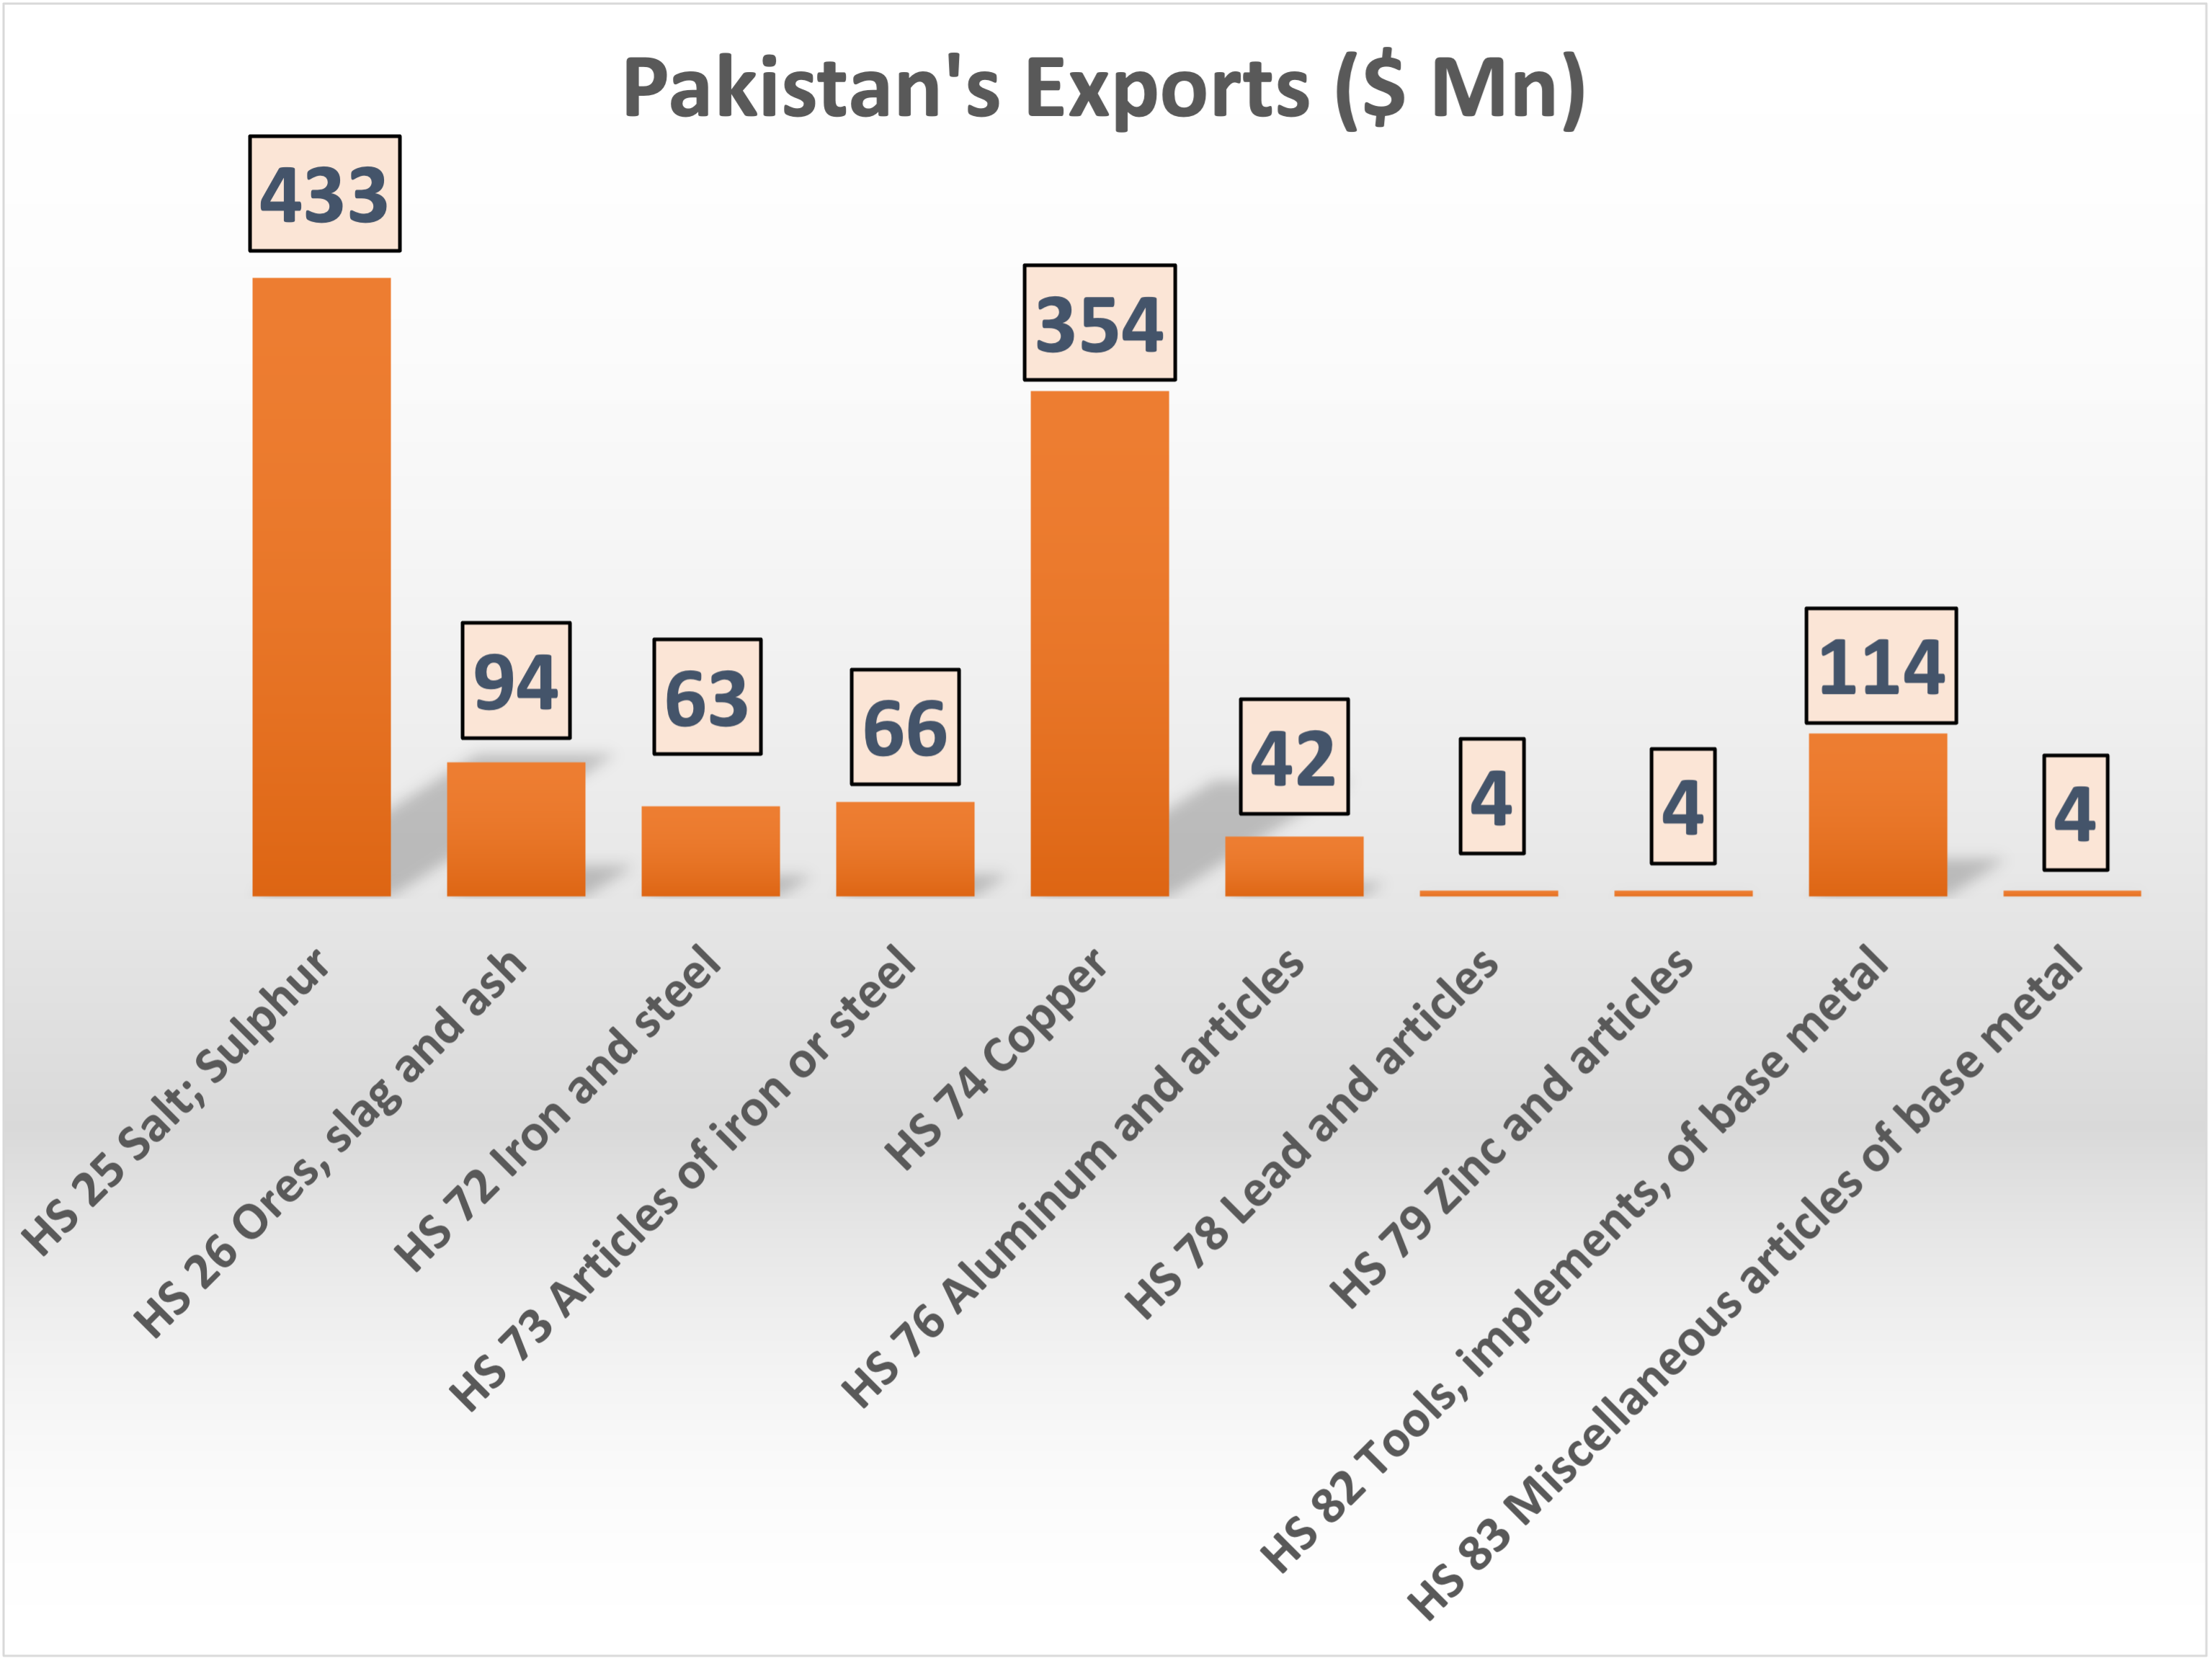 Pakistan's Exports ($ Mn)
433
94
63
66
354
42
4
4
114
4
HS 25 Salt; Sulphur
HS 26 Ores, slag and ash
HS 72 Iron and steel
HS 73 Articles of iron or steel
HS 74 Copper
HS 76 Aluminum and articles
HS 78 Lead and articles
HS 79 Zinc and articles
HS 82 Tools, implements, of base metal
HS 83 Miscellaneous articles of base metal